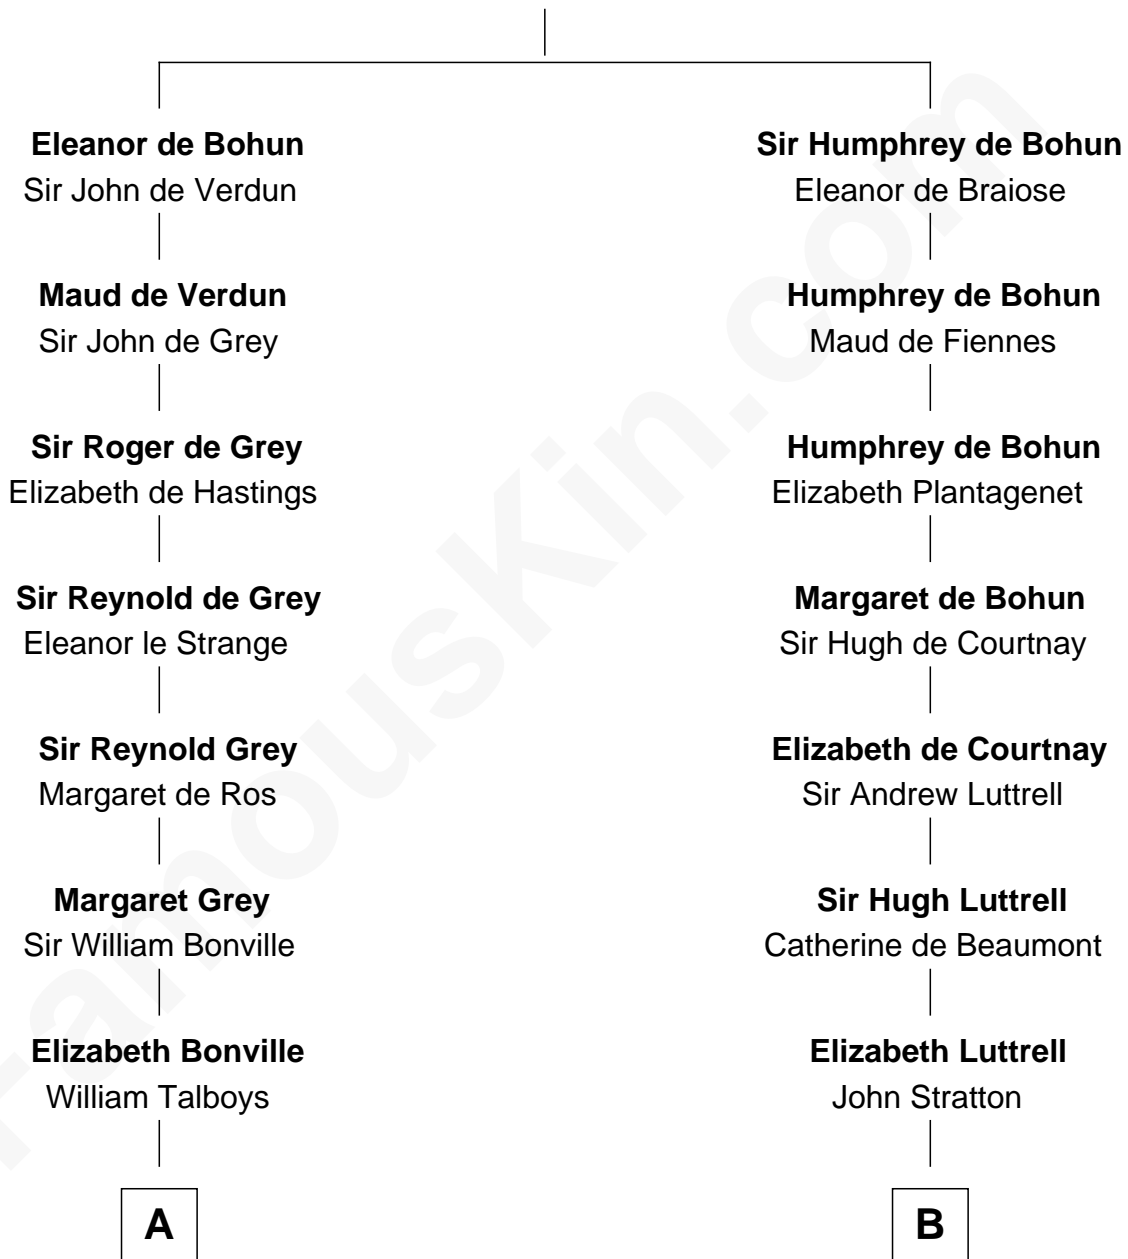 Eleanor de Bohun
Sir John de Verdun
Maud de Verdun
Sir John de Grey
Sir Roger de Grey
Elizabeth de Hastings
Sir Reynold de Grey
Eleanor le Strange
Sir Reynold Grey
Margaret de Ros
Margaret Grey
Sir William Bonville
Elizabeth Bonville
William Talboys
A
Sir Humphrey de Bohun
Eleanor de Braiose
Humphrey de Bohun
Maud de Fiennes
Humphrey de Bohun
Elizabeth Plantagenet
Margaret de Bohun
Sir Hugh de Courtnay
Elizabeth de Courtnay
Sir Andrew Luttrell
Sir Hugh Luttrell
Catherine de Beaumont
Elizabeth Luttrell
John Stratton
B
FamousKin.com